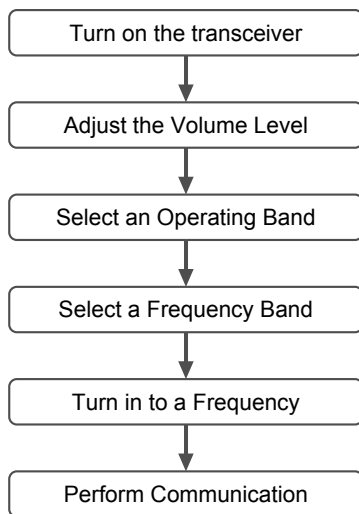 Turn on the transceiver
Adjust the Volume Level
Select an Operating Band
Select a Frequency Band
Turn in to a Frequency
Perform Communication